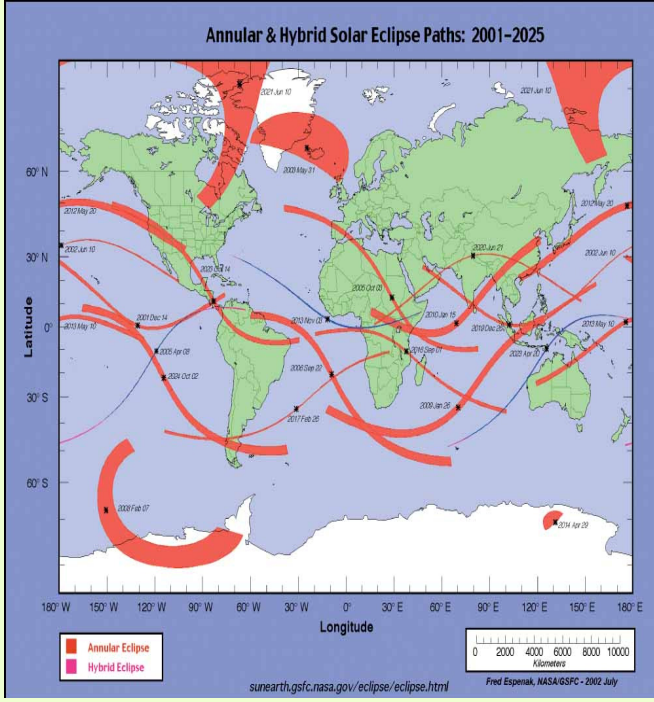 Annular & Hybrid Solar Eclipse Paths: 2001–2025
2021 Jun 10
2021 Jun 10
2003 May 31
60° N
2012 May 20
2012 May 20
2002 Jun 10
2023 Oct 14
2020 Jun 21
2002 Jun 10
30° N
2005 Oct 03
2001 Dec 14
2013 Nov 03
2010 Jan 15
2019 Dec 26
2013 May 10
0°
2013 May 10
2005 Apr 08
2016 Sep 01
2023 Apr 20
2024 Oct 02
2006 Sep 22
30° S
2017 Feb 26
2009 Jan 26
60° S
2008 Feb 07
2014 Apr 29
Latitude
180° W
150° W
120° W
90° W
60° W
30° W
0°
30° E
60° E
90° E
120° E
150° E
180° E
Longitude
Annular Eclipse
Hybrid Eclipse
0 2000 4000 6000 8000 10000
Kilometers
sunearth.gsfc.nasa.gov/eclipse/eclipse.html
Fred Espenak, NASA/GSFC - 2002 July